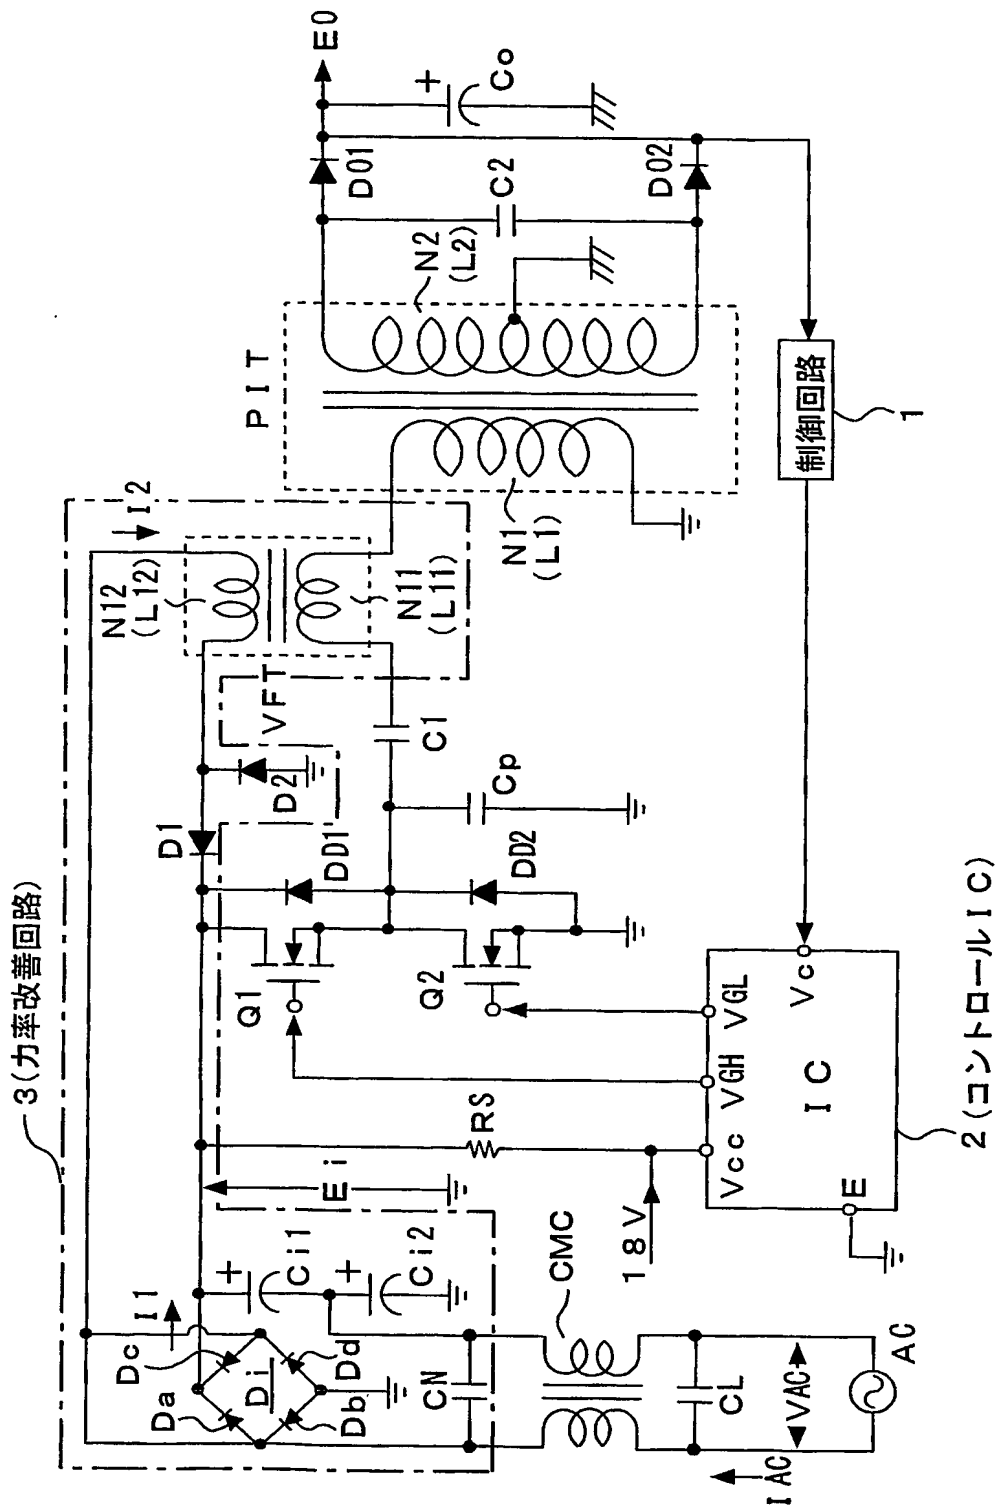 3(力率改善回路)
I1
Dc
Da
Di
Dd
Db
Ci1
+
Ci2
+
Ei
CN
CMC
CL
VAC
IAC
AC
18V
RS
Vcc
VGH
VGL
Vc
IC
E
2(コントロールIC)
Q1
Q2
DD1
DD2
D1
D2
Cp
C1
VFT
N12
(L12)
N11
(L11)
I2
PIT
N1
(L1)
N2
(L2)
C2
D01
D02
+
Co
E0
制御回路
1